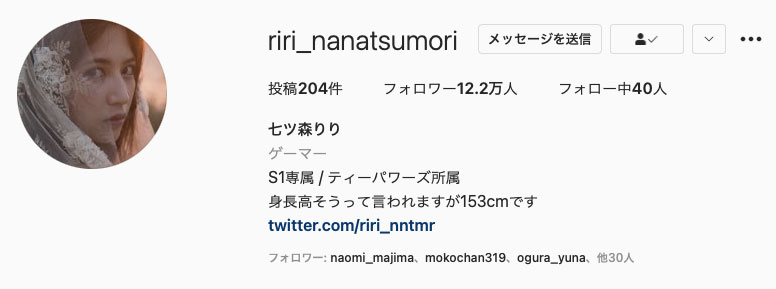 riri_nanatsumori メッセージを送信
投稿204件 フォロワー12.2万人 フォロー中40人
七ツ森りり
ゲーマー
S1専属 / ティーパワーズ所属
身長高そうって言われますが153cmです
twitter.com/riri_nntmr
フォロワー: naomi_majima、mokochan319、ogura_yuna、他30人